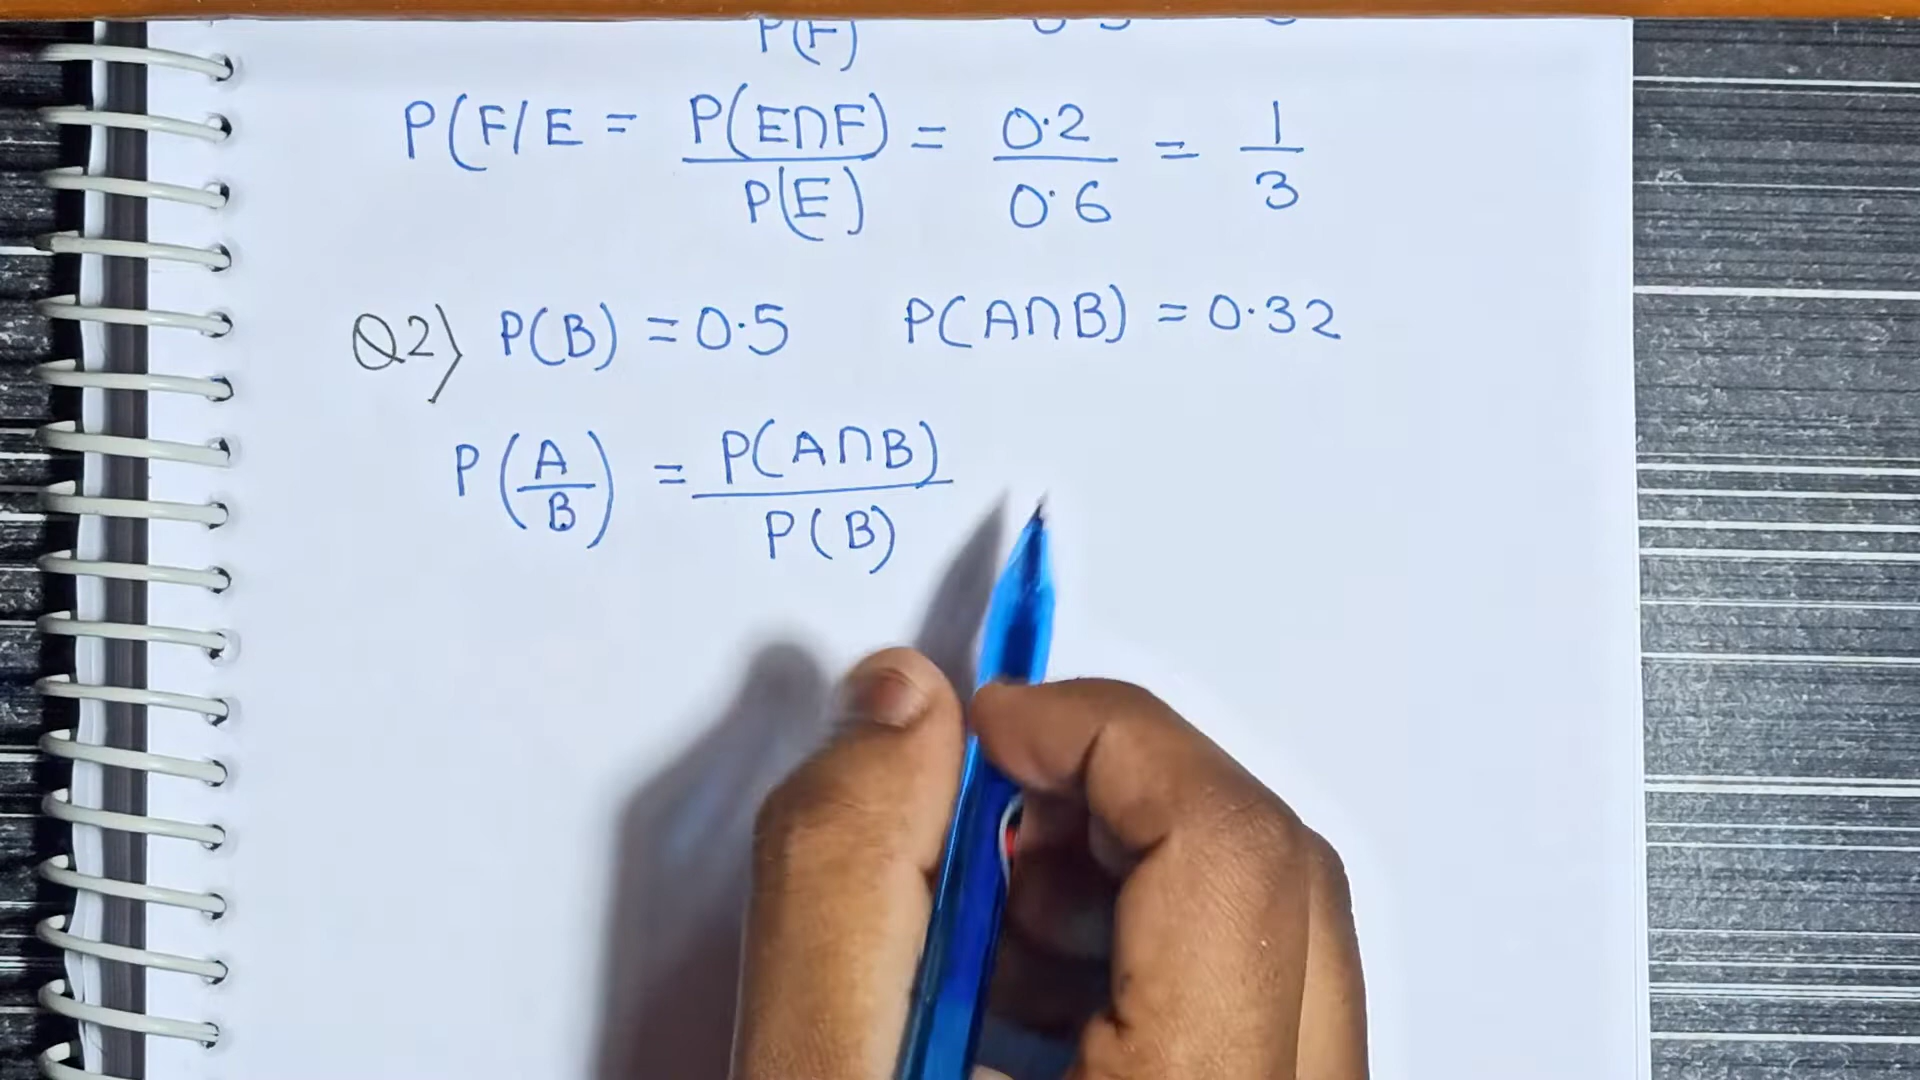 P(F)
P(F/E = P(E∩F)/P(E) = 0.2/0.6 = 1/3
Q2) P(B) = 0.5 P(A∩B) = 0.32
P(A/B) = P(A∩B)/P(B)